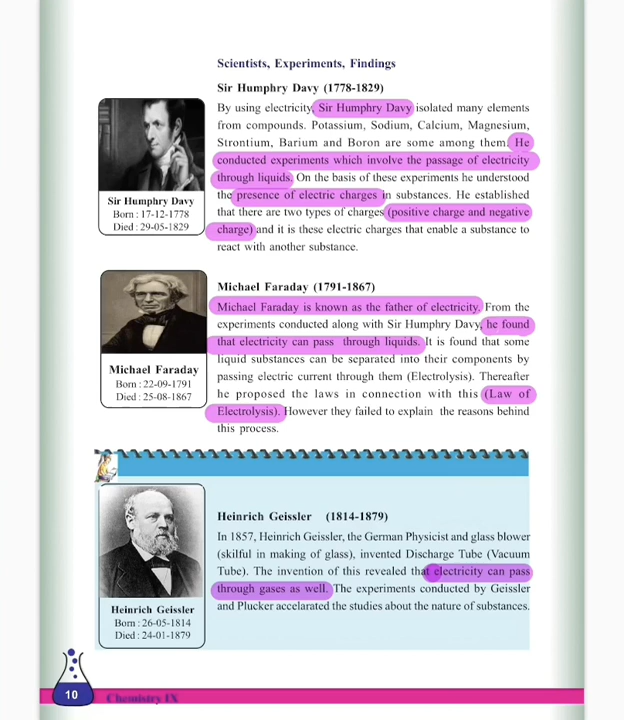 Scientists, Experiments, Findings
Sir Humphry Davy (1778-1829)
By using electricity, Sir Humphry Davy isolated many elements
from compounds. Potassium, Sodium, Calcium, Magnesium,
Strontium, Barium and Boron are some among them. He
conducted experiments which involve the passage of electricity
through liquids. On the basis of these experiments he understood
the presence of electric charges in substances. He established
that there are two types of charges (positive charge and negative
charge) and it is these electric charges that enable a substance to
react with another substance.
Sir Humphry Davy
Born : 17-12-1778
Died : 29-05-1829
Michael Faraday (1791-1867)
Michael Faraday is known as the father of electricity. From the
experiments conducted along with Sir Humphry Davy, he found
that electricity can pass through liquids. It is found that some
liquid substances can be separated into their components by
passing electric current through them (Electrolysis). Thereafter
he proposed the laws in connection with this (Law of
Electrolysis). However they failed to explain the reasons behind
this process.
Michael Faraday
Born : 22-09-1791
Died : 25-08-1867
Heinrich Geissler (1814-1879)
In 1857, Heinrich Geissler, the German Physicist and glass blower
(skilful in making of glass), invented Discharge Tube (Vacuum
Tube). The invention of this revealed that electricity can pass
through gases as well. The experiments conducted by Geissler
and Plucker accelarated the studies about the nature of substances.
Heinrich Geissler
Born : 26-05-1814
Died : 24-01-1879
10
Chemistry IX